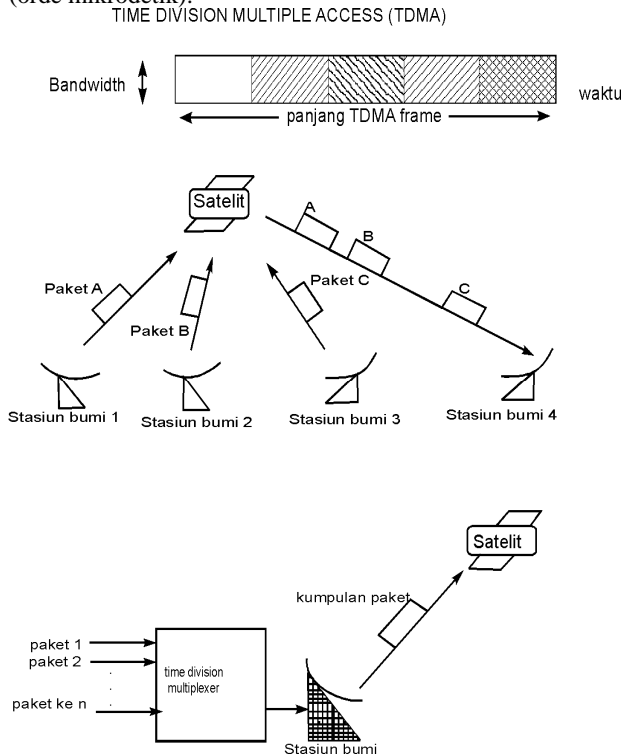 (orde mikrodetik).
TIME DIVISION MULTIPLE ACCESS (TDMA)
Bandwidth
waktu
panjang TDMA frame
Satelit
A
B
C
Paket A
Paket B
Paket C
Stasiun bumi 1
Stasiun bumi 2
Stasiun bumi 3
Stasiun bumi 4
Satelit
kumpulan paket
paket 1
paket 2
paket ke n
time division
multiplexer
Stasiun bumi